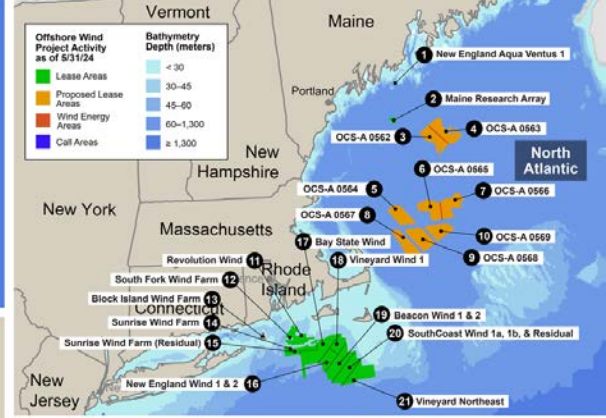 Vermont
Maine
Offshore Wind
Project Activity
as of 5/31/24
Lease Areas
Proposed Lease
Areas
Wind Energy
Areas
Call Areas
Bathymetry
Depth (meters)
< 30
30–45
45–60
60–1,300
≥ 1,300
1 New England Aqua Ventus 1
Portland
2 Maine Research Array
OCS-A 0562 3
4 OCS-A 0563
New
Hampshire
North
Atlantic
6 OCS-A 0565
OCS-A 0564 5
7 OCS-A 0566
New York
OCS-A 0567
8
10 OCS-A 0569
9 OCS-A 0568
Massachusetts
17 Bay State Wind
Revolution Wind 11
18 Vineyard Wind 1
Rhode
Island
South Fork Wind Farm 12
Block Island Wind Farm 13
Connecticut
19 Beacon Wind 1 & 2
Sunrise Wind Farm 14
20 SouthCoast Wind 1a, 1b, & Residual
Sunrise Wind Farm (Residual) 15
New
Jersey
New England Wind 1 & 2 16
21 Vineyard Northeast